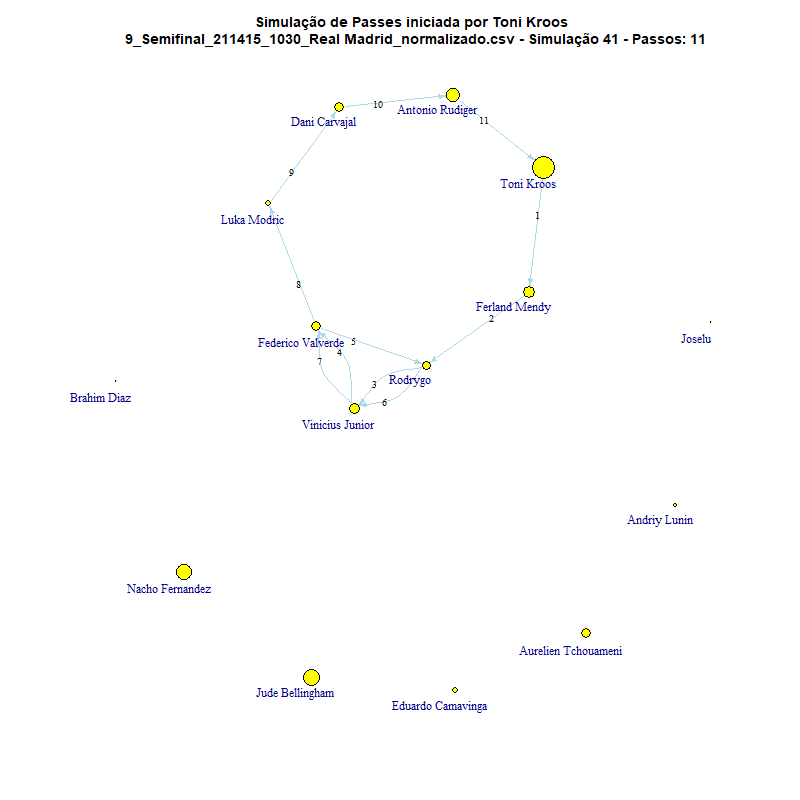 Simulação de Passes iniciada por Toni Kroos
9_Semifinal_211415_1030_Real Madrid_normalizado.csv - Simulação 41 - Passos: 11
10
Antonio Rudiger
Dani Carvajal
11
9
Toni Kroos
Luka Modric
1
8
Ferland Mendy
2
Joselu
Federico Valverde
5
4
7
Rodrygo
3
Brahim Diaz
6
Vinicius Junior
Andriy Lunin
Nacho Fernandez
Aurelien Tchouameni
Jude Bellingham
Eduardo Camavinga